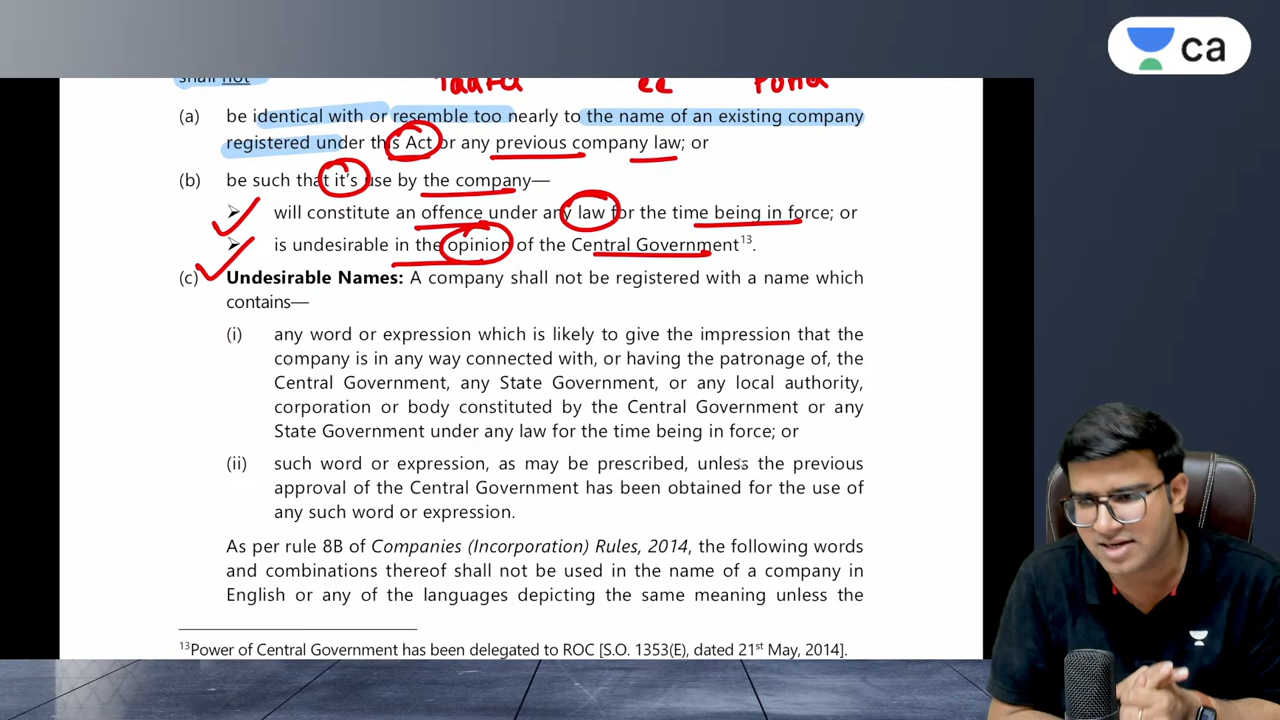 ca
shall not
(a) be identical with or resemble too nearly to the name of an existing company
registered under this Act or any previous company law; or
(b) be such that it's use by the company—
➢ will constitute an offence under any law for the time being in force; or
➢ is undesirable in the opinion of the Central Government13.
(c) Undesirable Names: A company shall not be registered with a name which
contains—
(i) any word or expression which is likely to give the impression that the
company is in any way connected with, or having the patronage of, the
Central Government, any State Government, or any local authority,
corporation or body constituted by the Central Government or any
State Government under any law for the time being in force; or
(ii) such word or expression, as may be prescribed, unless the previous
approval of the Central Government has been obtained for the use of
any such word or expression.
As per rule 8B of Companies (Incorporation) Rules, 2014, the following words
and combinations thereof shall not be used in the name of a company in
English or any of the languages depicting the same meaning unless the
13Power of Central Government has been delegated to ROC [S.O. 1353(E), dated 21st May, 2014].